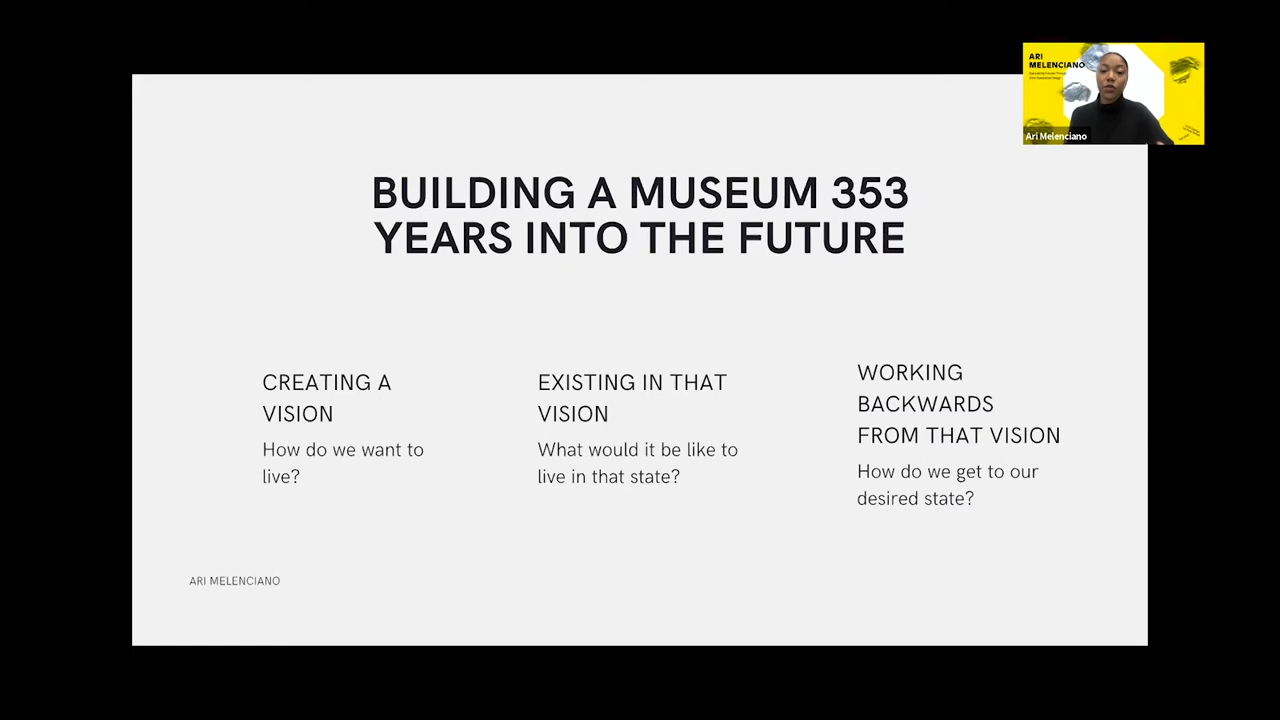 ARI
MELENCIANO
Ari Melenciano
BUILDING A MUSEUM 353
YEARS INTO THE FUTURE
CREATING A
VISION
How do we want to
live?
EXISTING IN THAT
VISION
What would it be like to
live in that state?
WORKING
BACKWARDS
FROM THAT VISION
How do we get to our
desired state?
ARI MELENCIANO